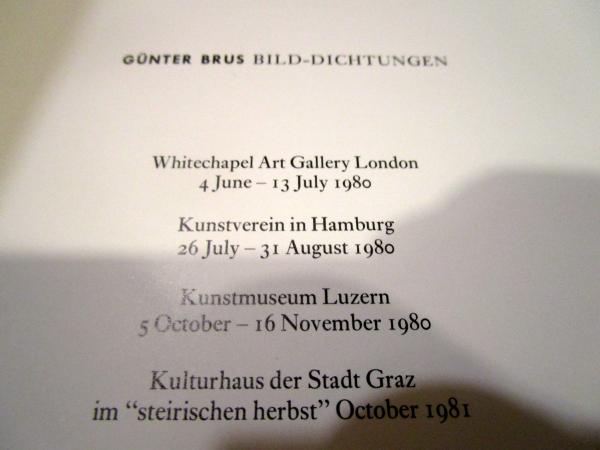 GÜNTER BRUS BILD-DICHTUNGEN
Whitechapel Art Gallery London
4 June – 13 July 1980
Kunstverein in Hamburg
26 July – 31 August 1980
Kunstmuseum Luzern
5 October – 16 November 1980
Kulturhaus der Stadt Graz
im “steirischen herbst” October 1981